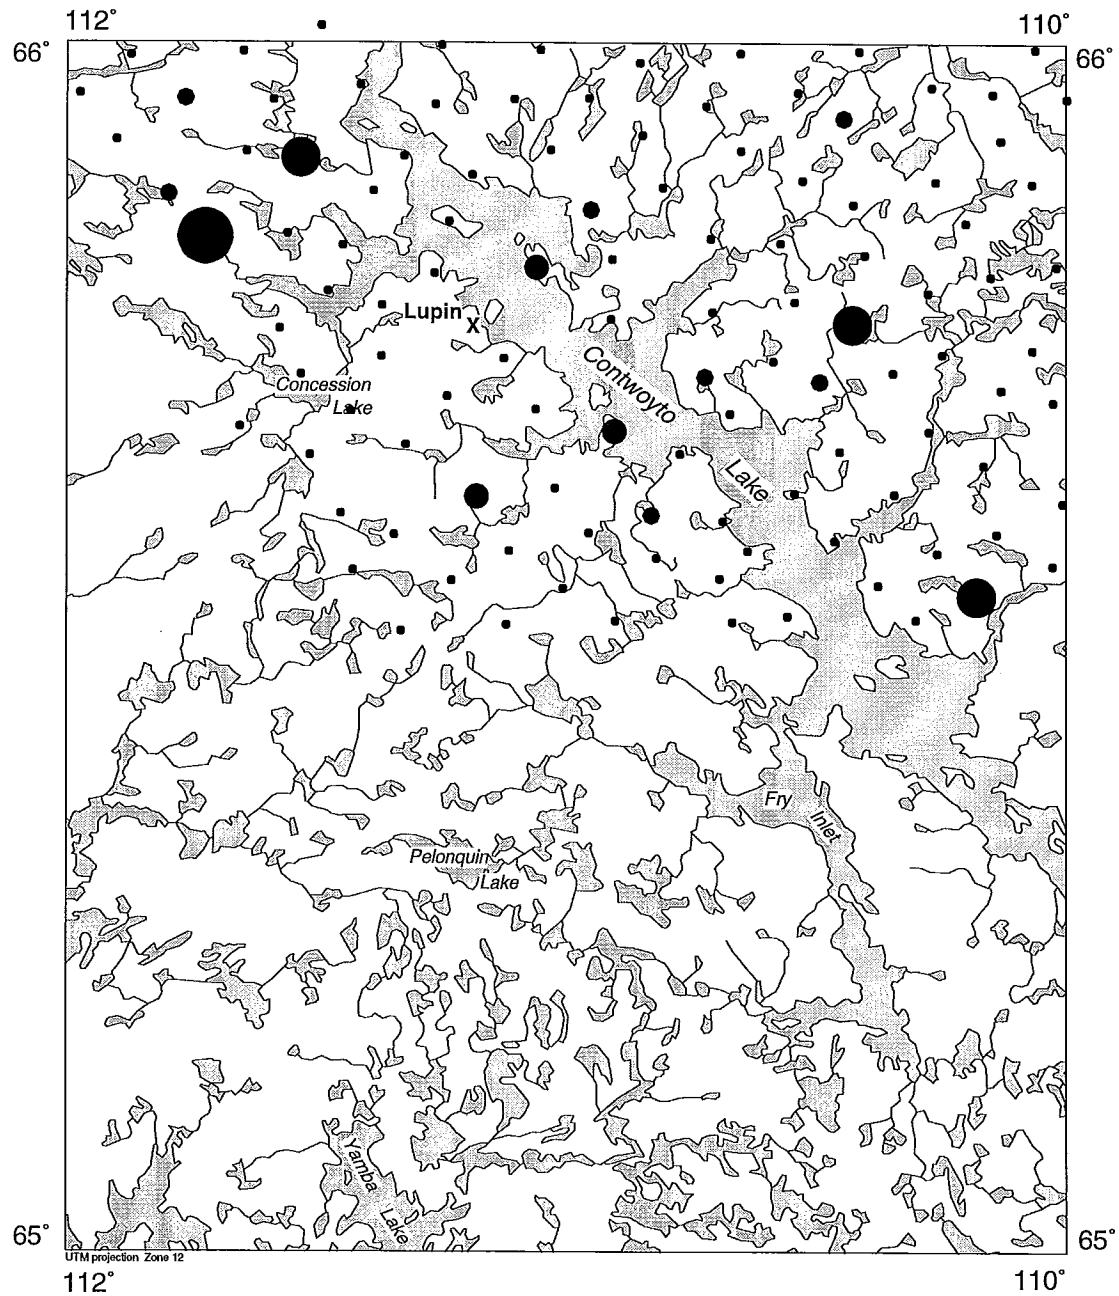 112°
110°
66°
66°
Lupin
X
Contwoyto
Concession
Lake
Lake
Fry
Inlet
Pelonquin
Lake
Yamba
Lake
65°
65°
UTM projection Zone 12
112°
110°